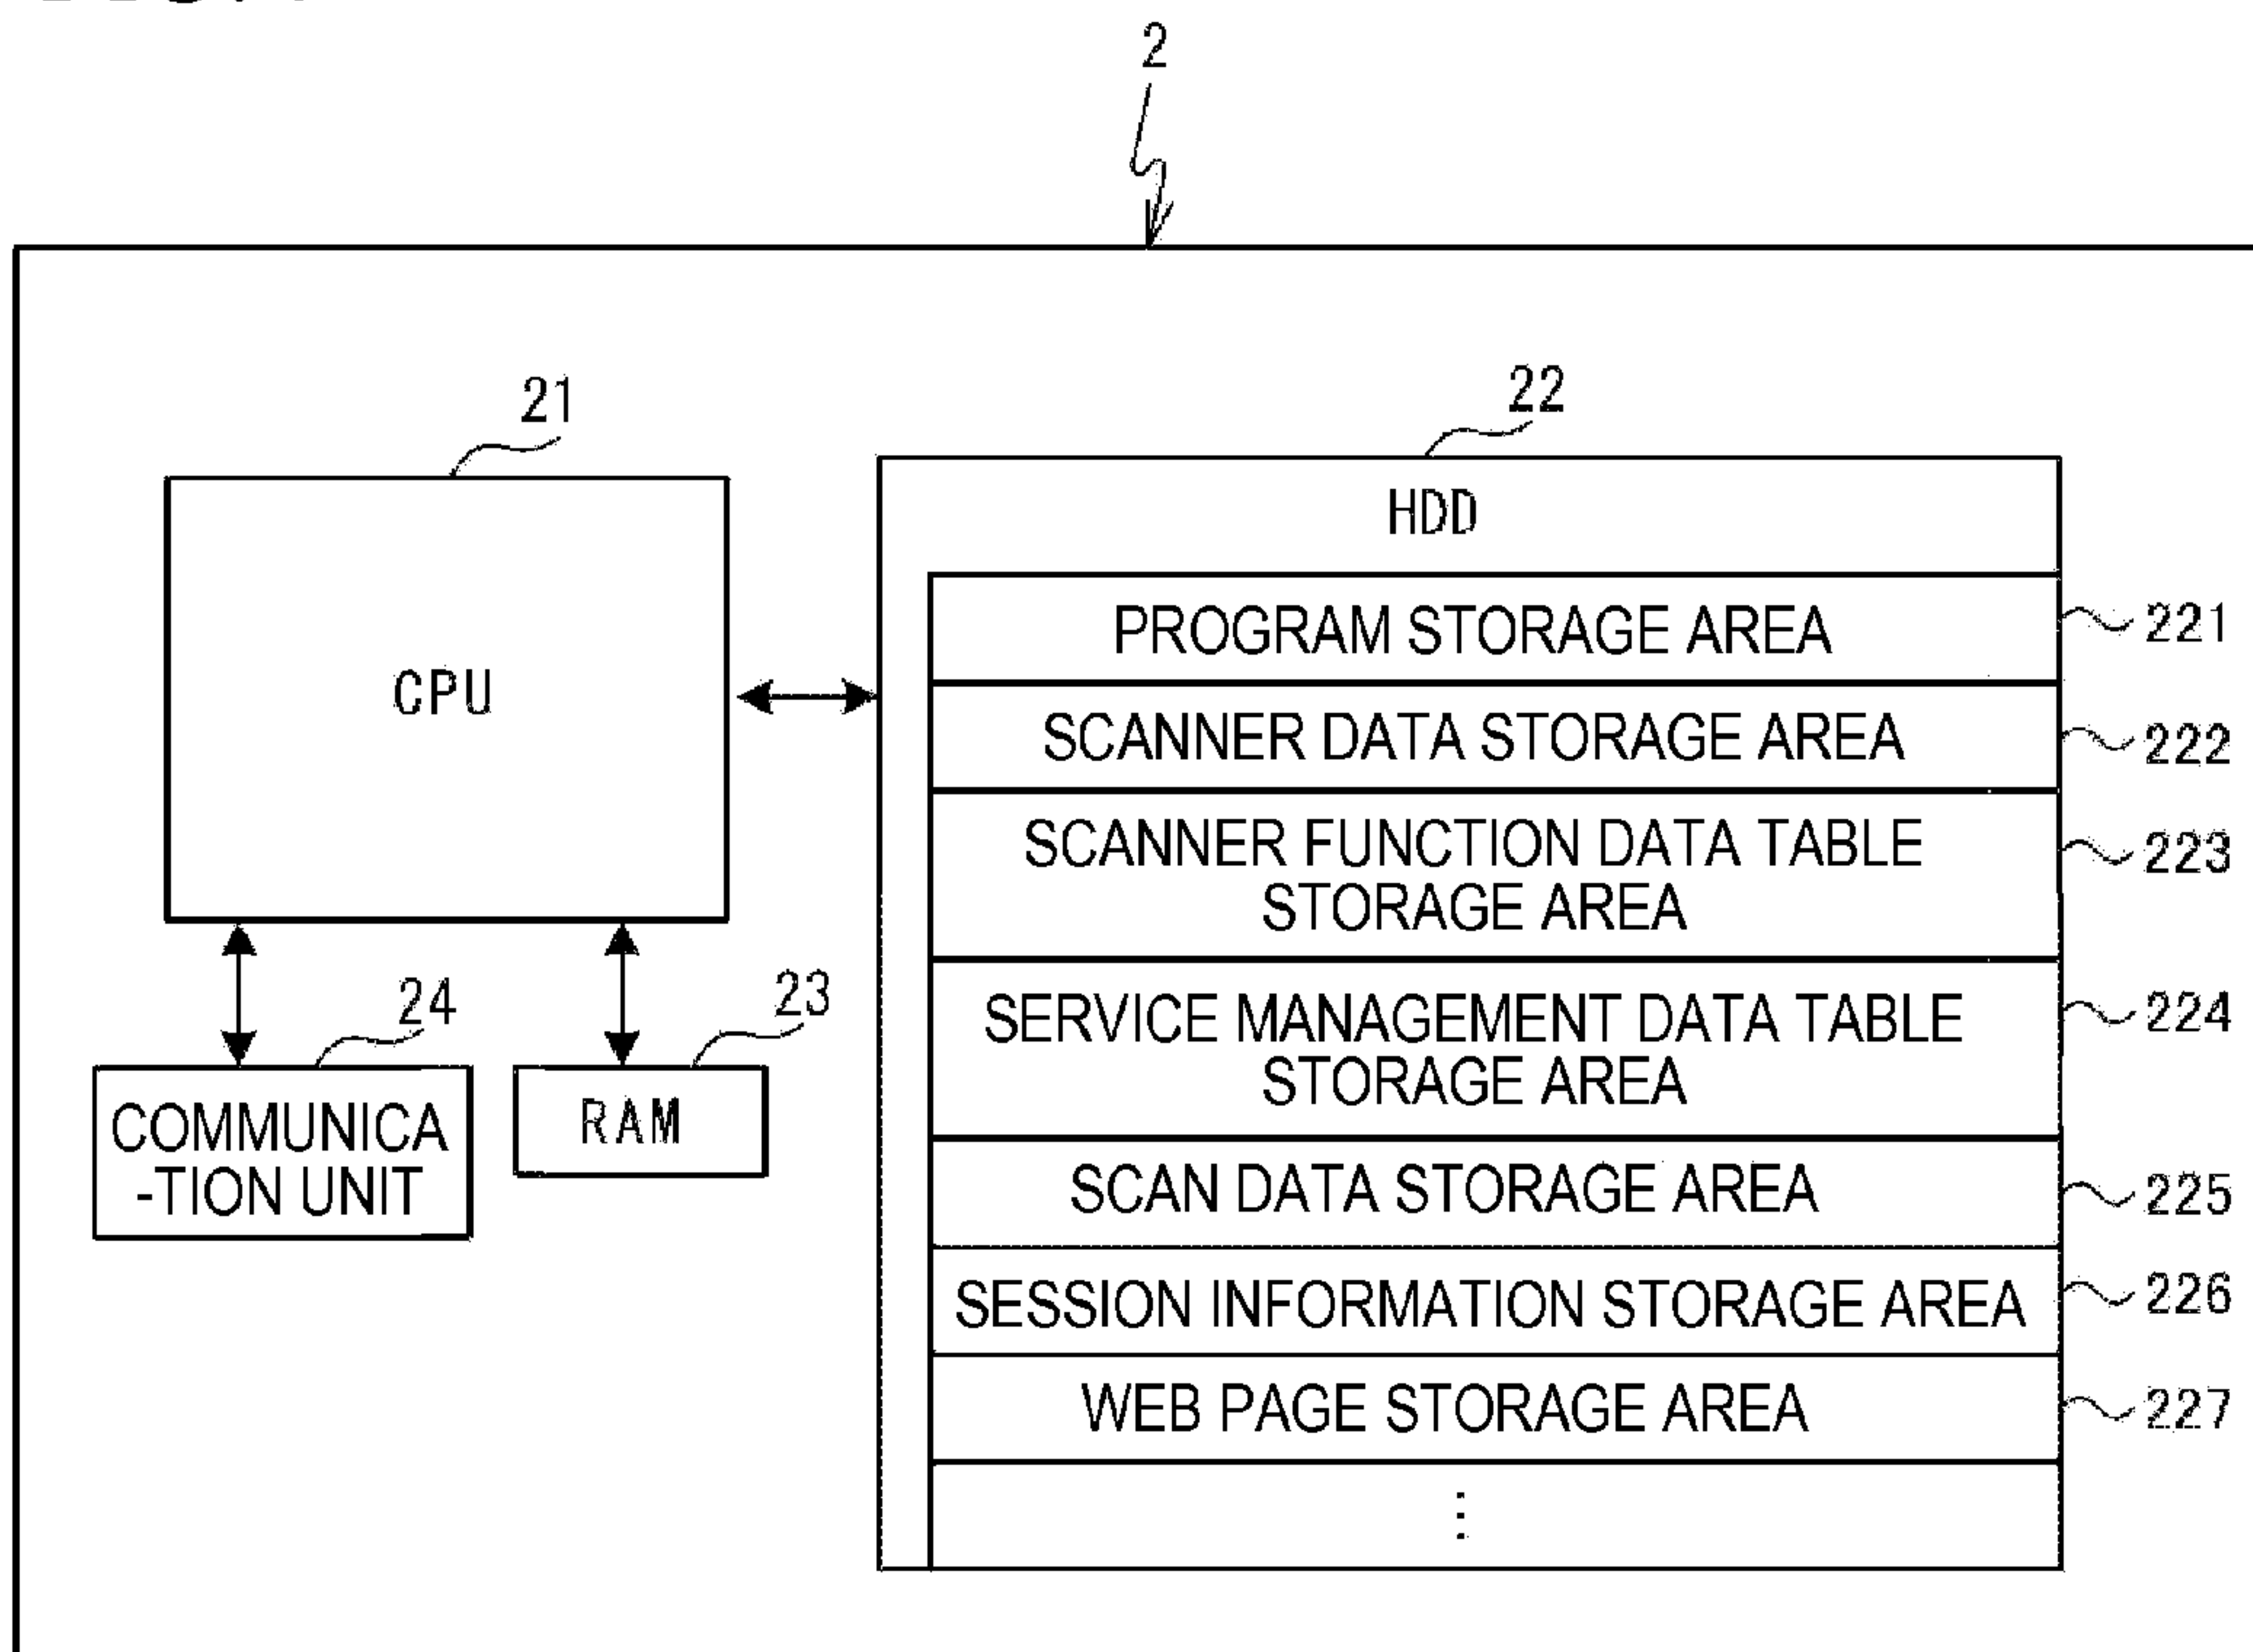 2
21
22
CPU
HDD
PROGRAM STORAGE AREA
221
SCANNER DATA STORAGE AREA
222
SCANNER FUNCTION DATA TABLE
STORAGE AREA
223
SERVICE MANAGEMENT DATA TABLE
STORAGE AREA
224
SCAN DATA STORAGE AREA
225
SESSION INFORMATION STORAGE AREA
226
WEB PAGE STORAGE AREA
227
⋮
24
23
COMMUNICA
-TION UNIT
RAM